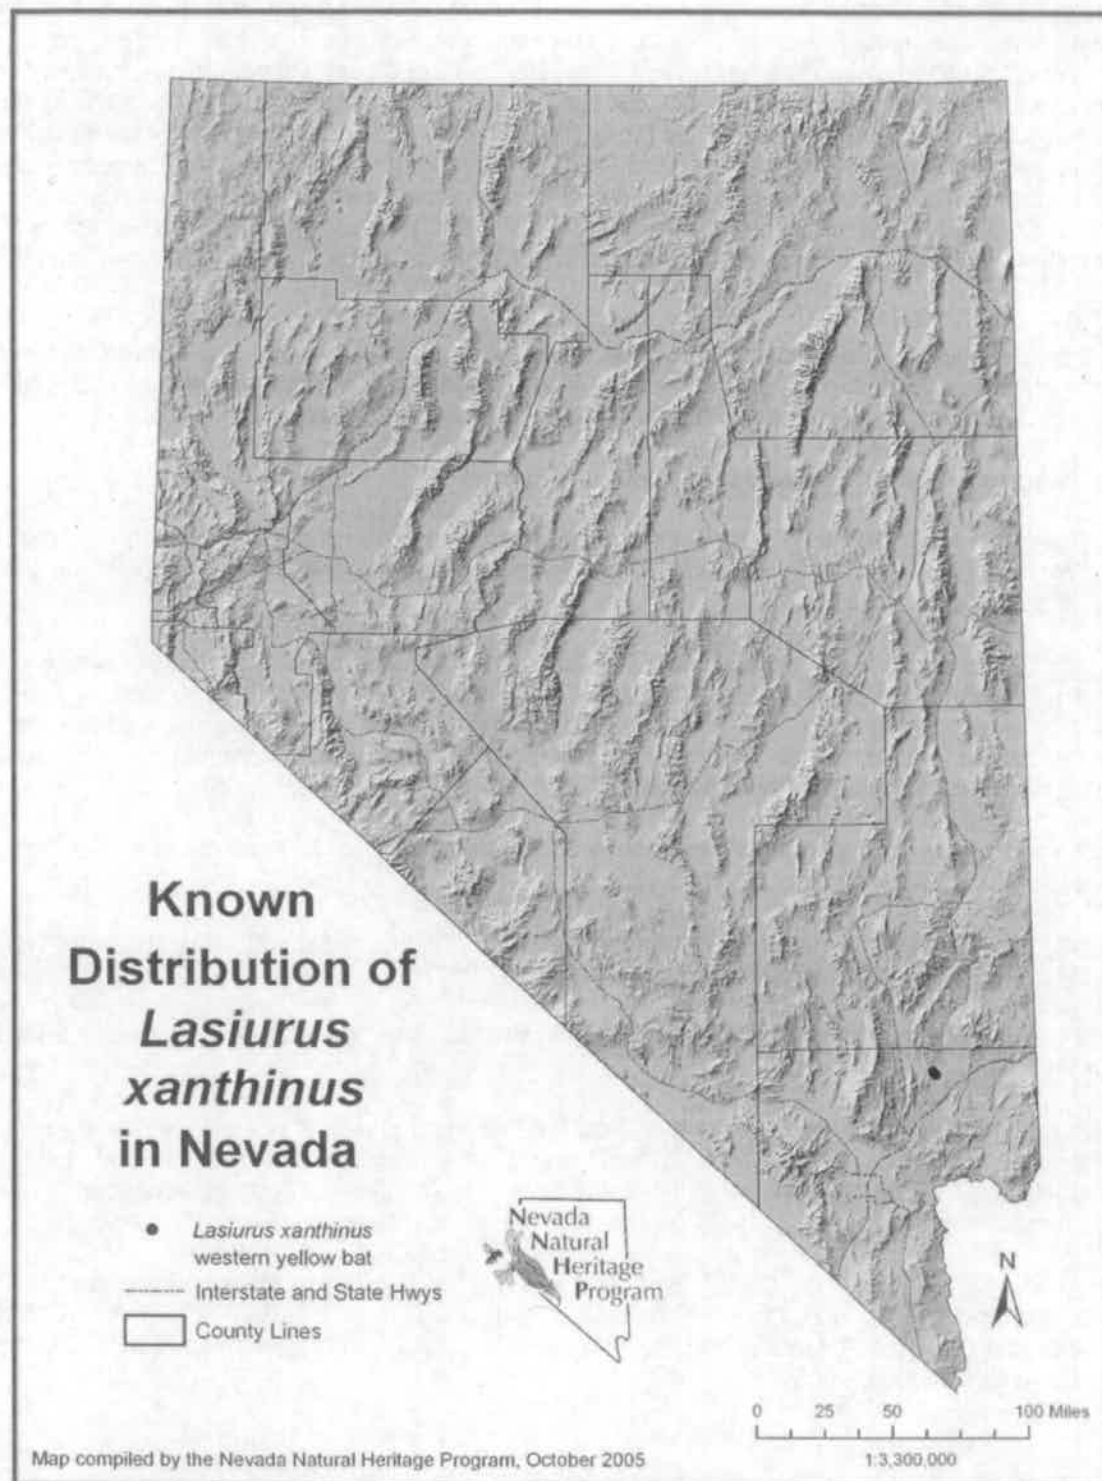 Known
Distribution of
Lasiurus
xanthinus
in Nevada
Lasiurus xanthinus
western yellow bat
Interstate and State Hwys
County Lines
Nevada
Natural
Heritage
Program
N
0 25 50 100 Miles
1:3,300,000
Map compiled by the Nevada Natural Heritage Program, October 2005